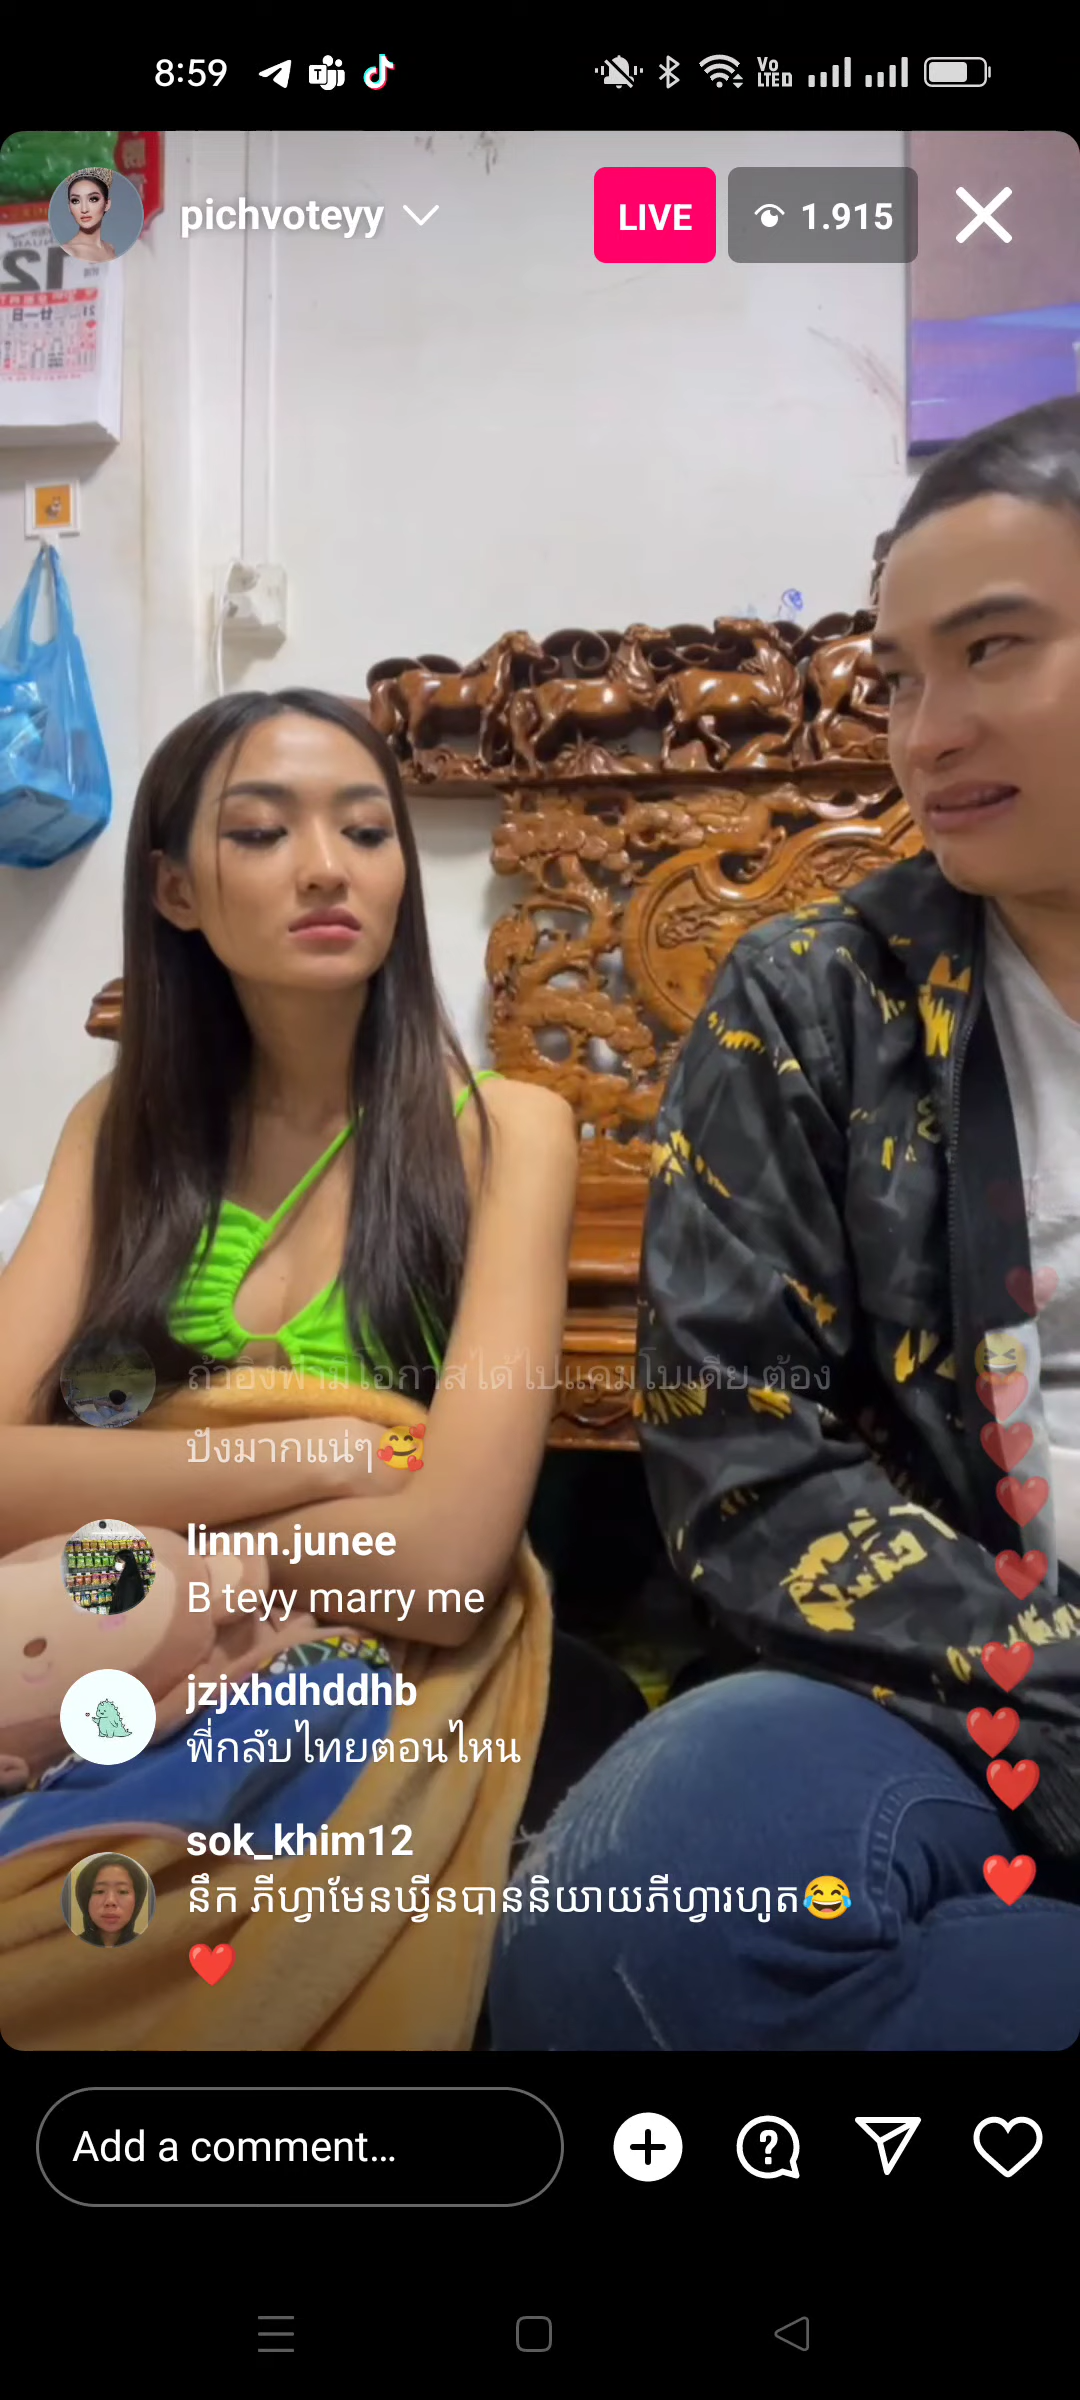 8:59
Vo
LTE
pichvoteyy
LIVE
1.915
ถ้าอิงฟ้ามีโอกาสได้ไปแคมโบเดีย ต้อง
ปังมากแน่ๆ🥰
linnn.junee
B teyy marry me
jzjxhdhddhb
พี่กลับไทยตอนไหน
sok_khim12
នឹក ភីហ្វាមែនឃ្វីនបាននិយាយភីហ្វារហូត😂
❤️
Add a comment...